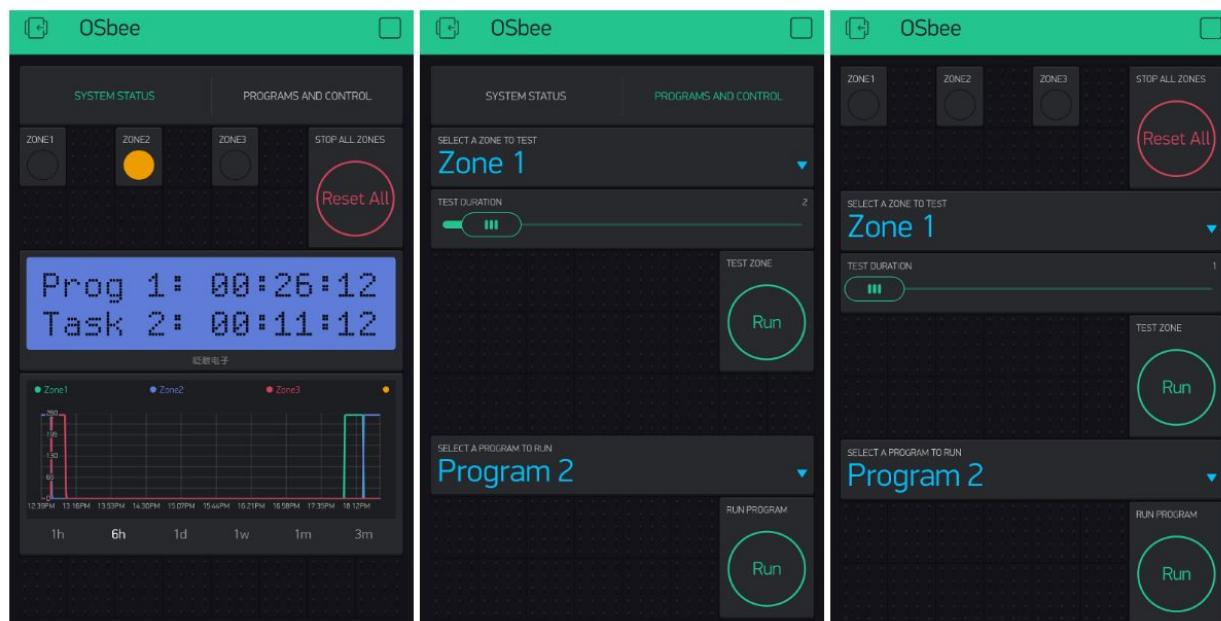 OSbee
SYSTEM STATUS PROGRAMS AND CONTROL
ZONE1 ZONE2 ZONE3 STOP ALL ZONES
Reset All
Prog 1: 00:26:12
Task 2: 00:11:12
Zone1 Zone2 Zone3
260
195
130
60
0
12:39PM 13:16PM 13:53PM 14:30PM 15:07PM 15:44PM 16:21PM 16:58PM 17:35PM 18:12PM
1h 6h 1d 1w 1m 3m
OSbee
SYSTEM STATUS PROGRAMS AND CONTROL
SELECT A ZONE TO TEST
Zone 1
TEST DURATION 2
TEST ZONE
Run
SELECT A PROGRAM TO RUN
Program 2
RUN PROGRAM
Run
OSbee
ZONE1 ZONE2 ZONE3 STOP ALL ZONES
Reset All
SELECT A ZONE TO TEST
Zone 1
TEST DURATION 1
TEST ZONE
Run
SELECT A PROGRAM TO RUN
Program 2
RUN PROGRAM
Run